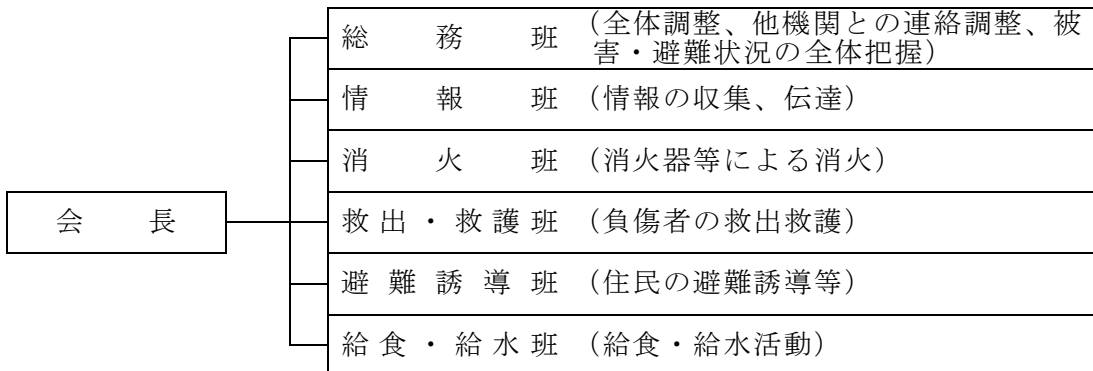 総務班（全体調整、他機関との連絡調整、被
害・避難状況の全体把握）
情報班（情報の収集、伝達）
消火班（消火器等による消火）
会長
救出・救護班（負傷者の救出救護）
避難誘導班（住民の避難誘導等）
給食・給水班（給食・給水活動）